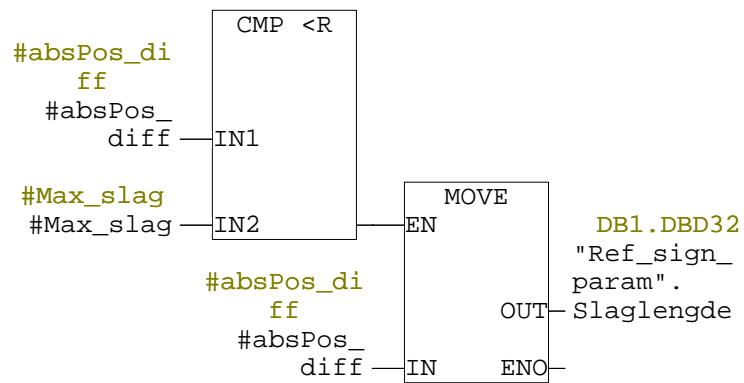 CMP <R
#absPos_di
ff
#absPos_
diff
IN1
#Max_slag
#Max_slag
IN2
MOVE
EN
DB1.DBD32
"Ref_sign_
param".
OUT
Slaglengde
#absPos_di
ff
#absPos_
diff
IN
ENO